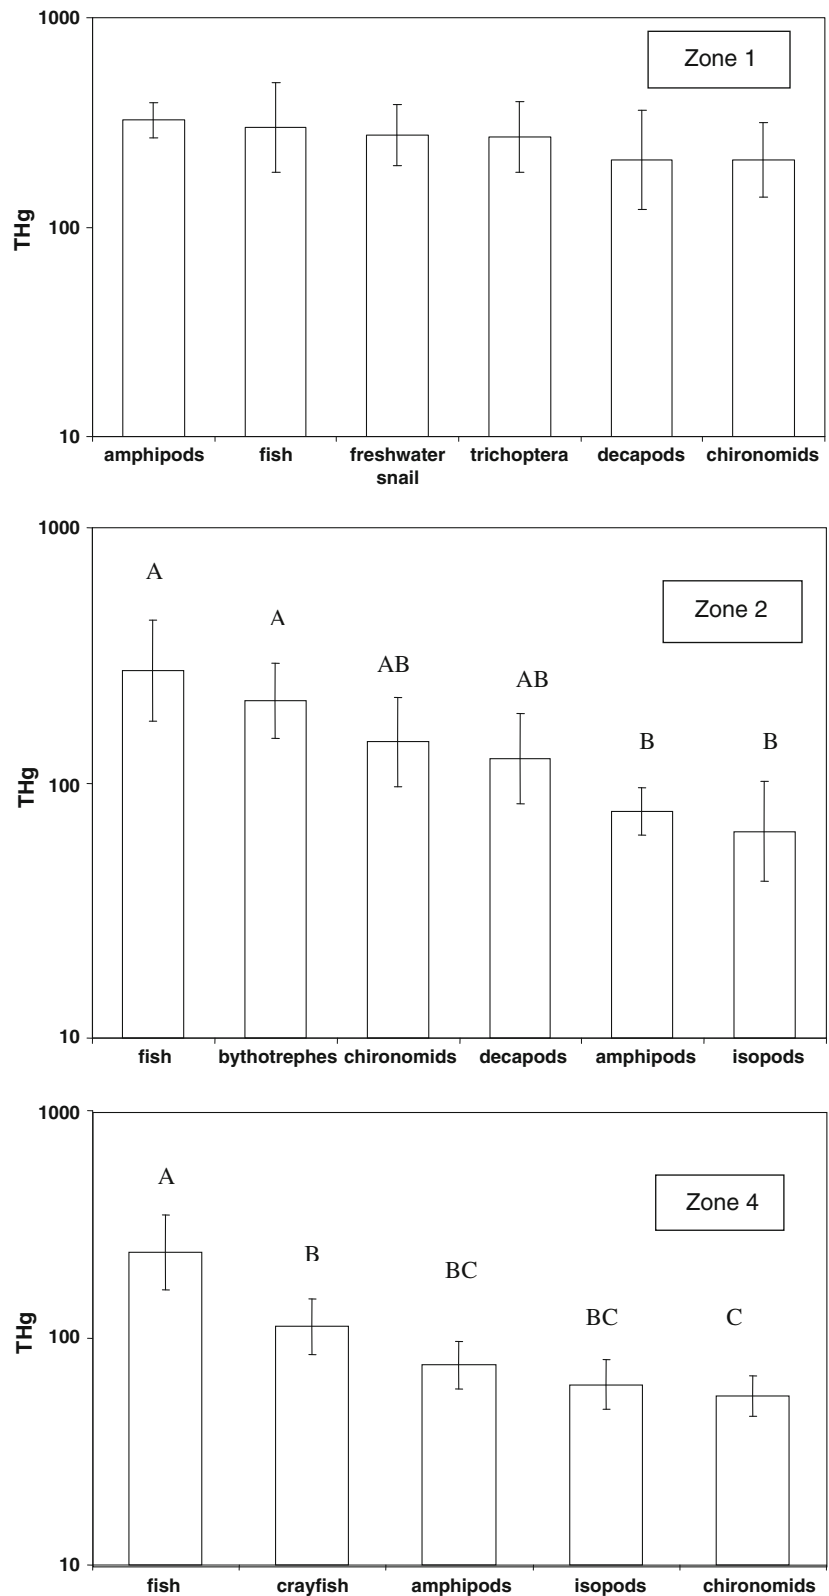 1000
Zone 1
THg
100
10
amphipods fish freshwater snail trichoptera decapods chironomids
1000
A
A
Zone 2
AB
AB
B
B
THg
100
10
fish bythotrephes chironomids decapods amphipods isopods
1000
A
Zone 4
B
BC
BC
C
THg
100
10
fish crayfish amphipods isopods chironomids